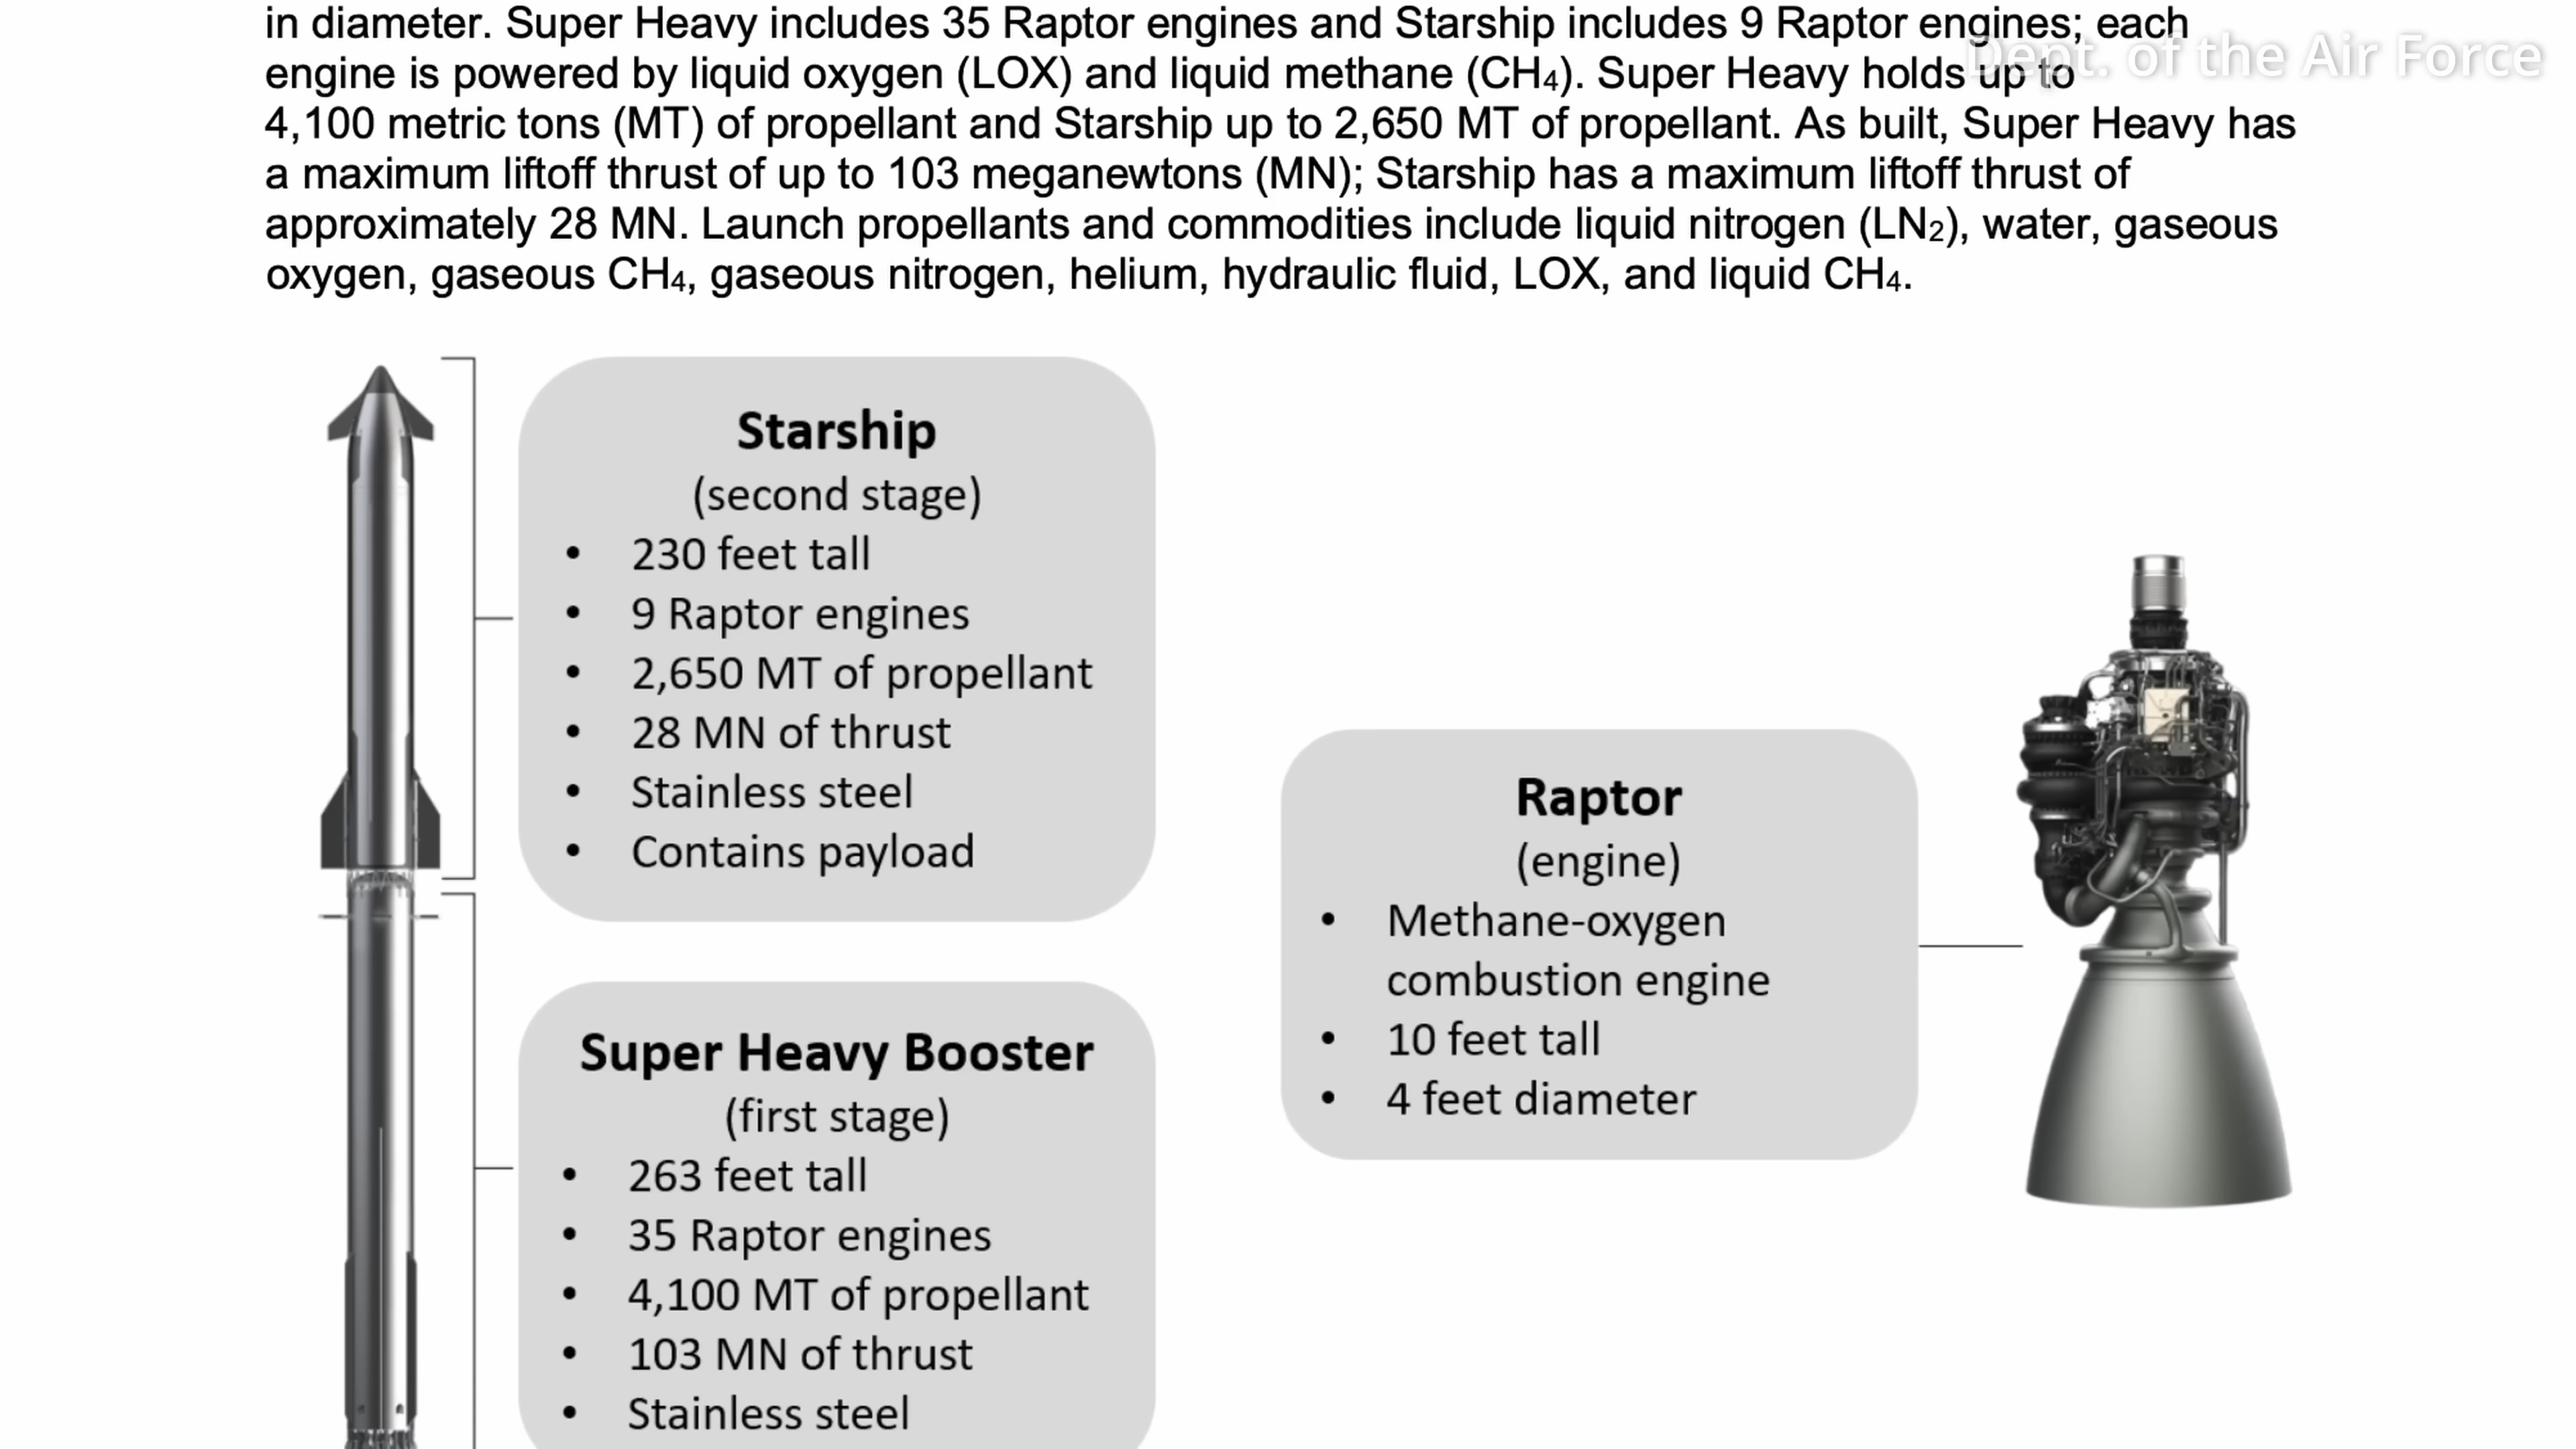 in diameter. Super Heavy includes 35 Raptor engines and Starship includes 9 Raptor engines; each
Dept. of the Air Force
engine is powered by liquid oxygen (LOX) and liquid methane (CH₄). Super Heavy holds up to
4,100 metric tons (MT) of propellant and Starship up to 2,650 MT of propellant. As built, Super Heavy has
a maximum liftoff thrust of up to 103 meganewtons (MN); Starship has a maximum liftoff thrust of
approximately 28 MN. Launch propellants and commodities include liquid nitrogen (LN₂), water, gaseous
oxygen, gaseous CH₄, gaseous nitrogen, helium, hydraulic fluid, LOX, and liquid CH₄.
Starship
(second stage)
• 230 feet tall
• 9 Raptor engines
• 2,650 MT of propellant
• 28 MN of thrust
• Stainless steel
• Contains payload
Super Heavy Booster
(first stage)
• 263 feet tall
• 35 Raptor engines
• 4,100 MT of propellant
• 103 MN of thrust
• Stainless steel
Raptor
(engine)
• Methane-oxygen
combustion engine
• 10 feet tall
• 4 feet diameter